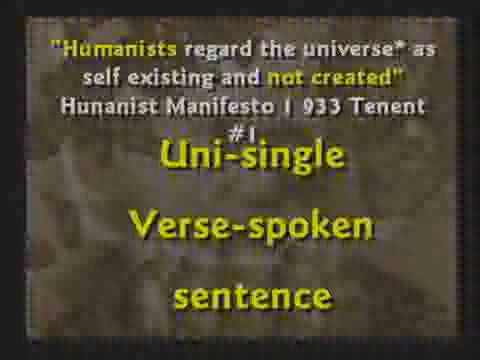 "Humanists regard the universe* as
self existing and not created"
Hunanist Manifesto 1 933 Tenent
#1
Uni-single
Verse-spoken
sentence